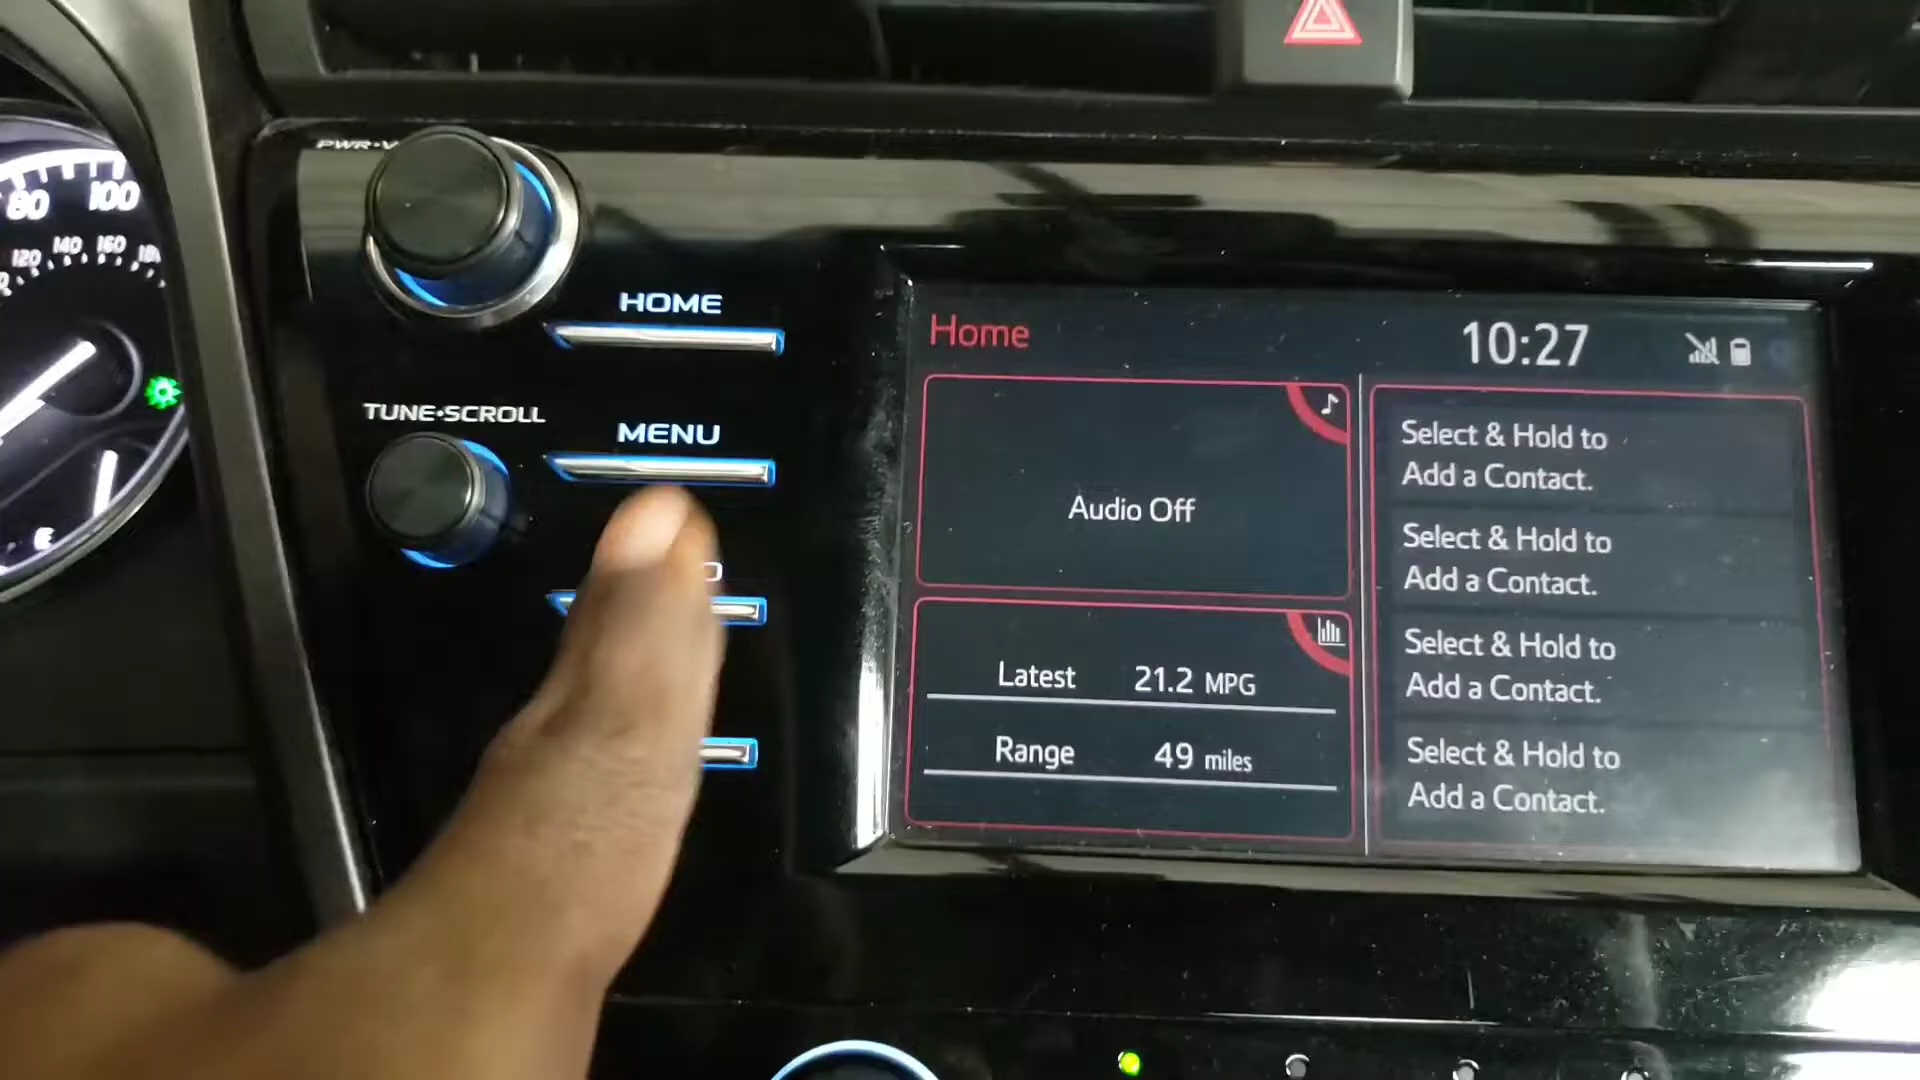 PWR•V
80 100
120 140 160
E
HOME
TUNE•SCROLL
MENU
Home
10:27
Audio Off
Latest 21.2 MPG
Range 49 miles
Select & Hold to
Add a Contact.
Select & Hold to
Add a Contact.
Select & Hold to
Add a Contact.
Select & Hold to
Add a Contact.